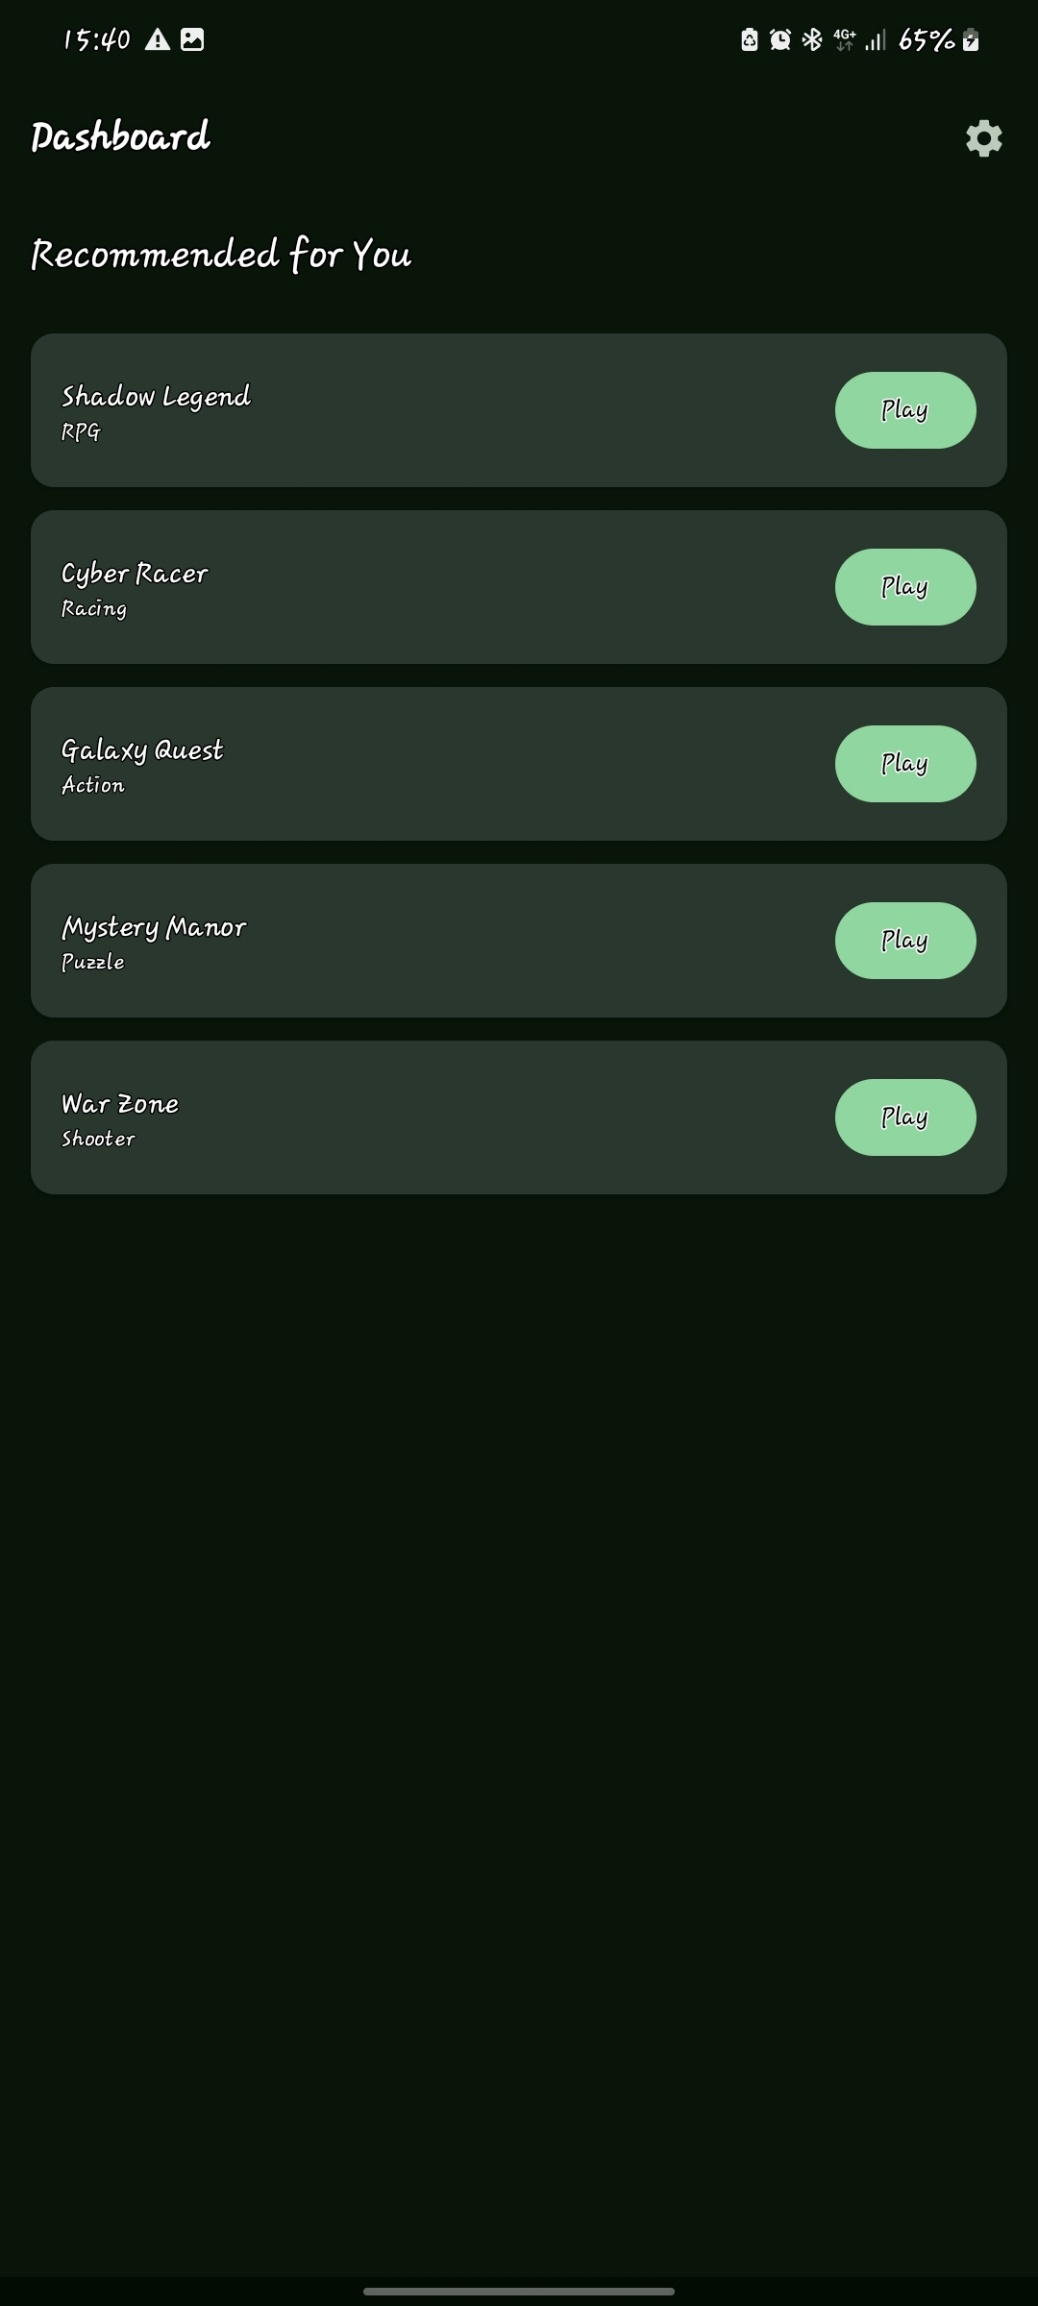 15:40
4G+
65%
Dashboard
Recommended for You
Shadow Legend
RPG
Play
Cyber Racer
Racing
Play
Galaxy Quest
Action
Play
Mystery Manor
Puzzle
Play
War Zone
Shooter
Play